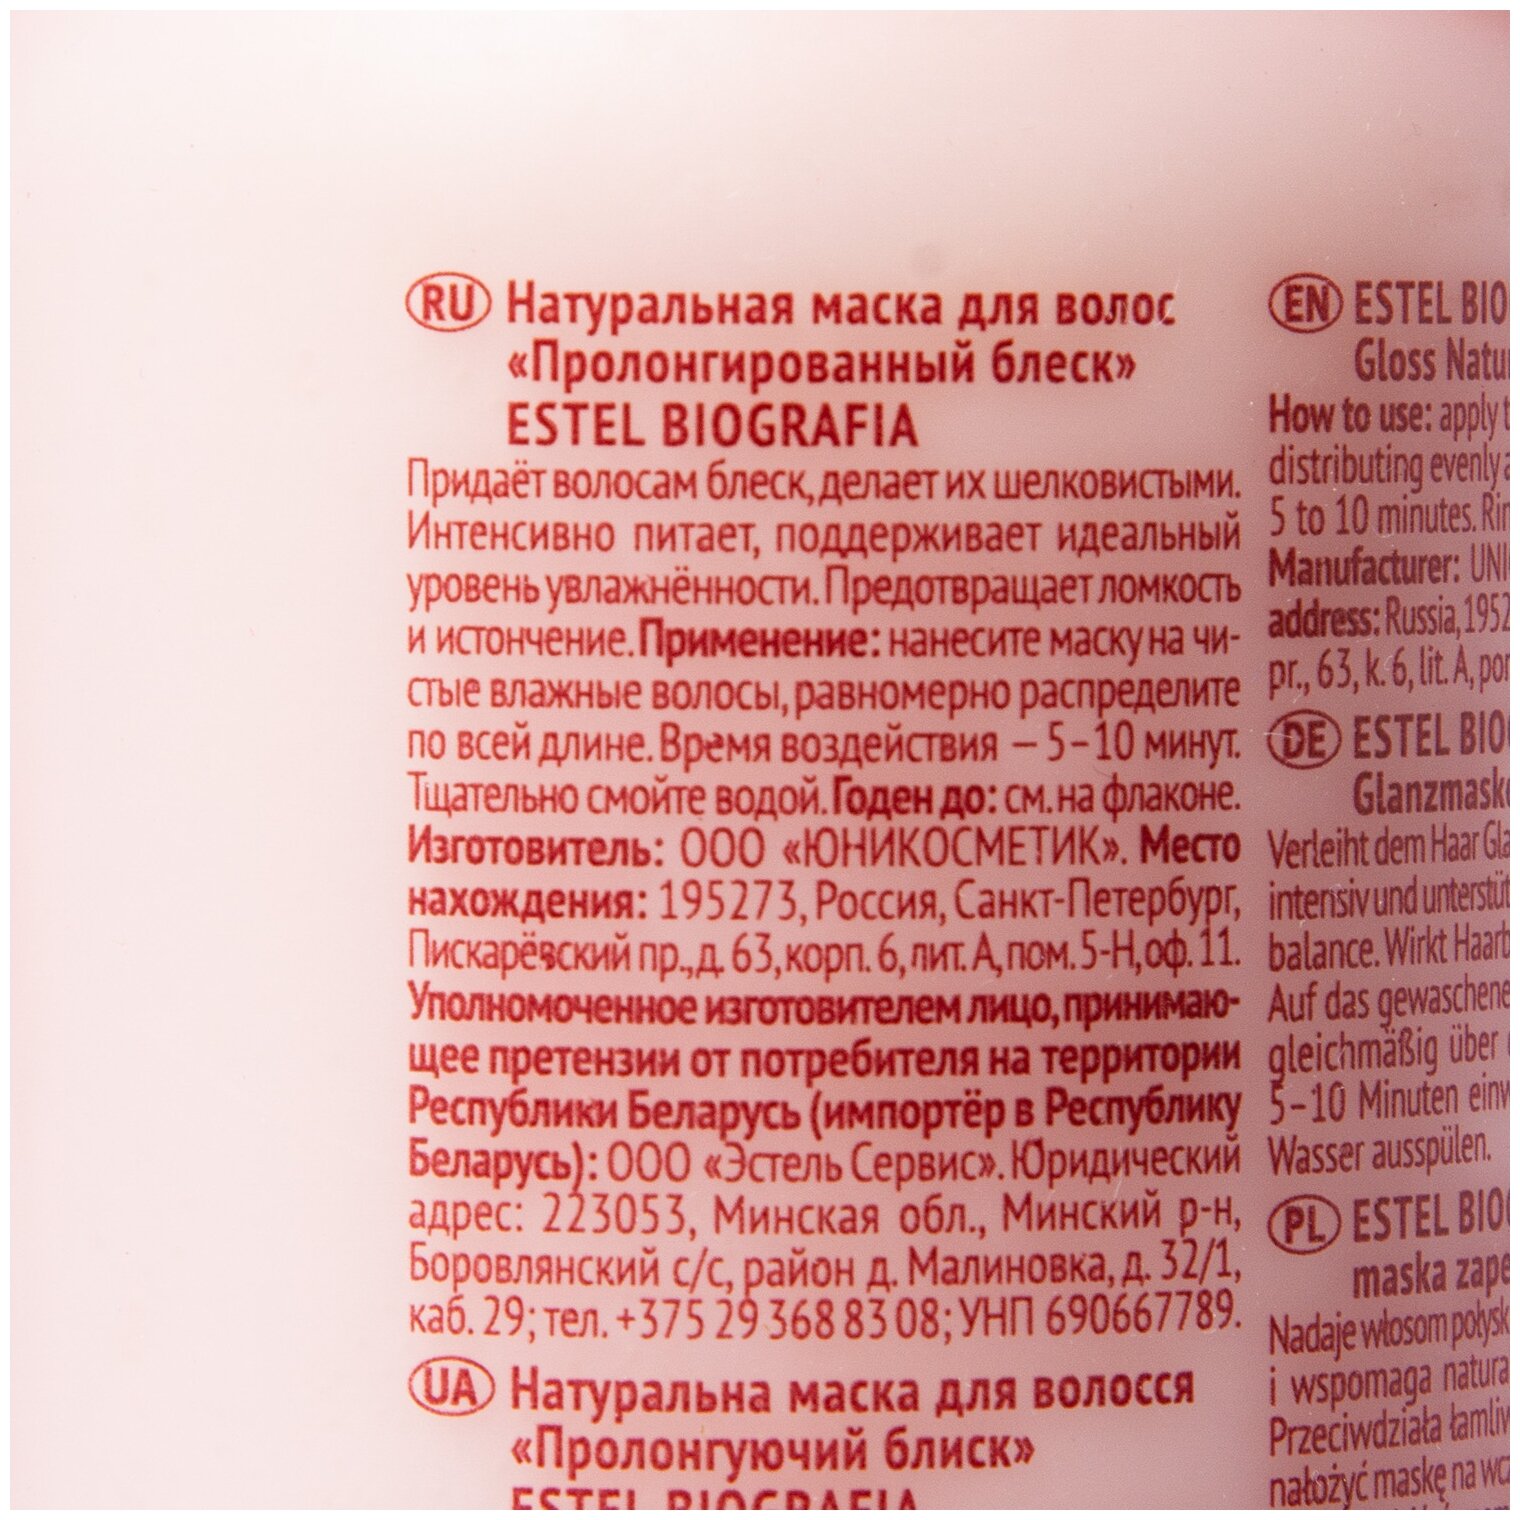 RU Натуральная маска для волос
«Пролонгированный блеск»
ESTEL BIOGRAFIA
Придаёт волосам блеск, делает их шелковистыми.
Интенсивно питает, поддерживает идеальный
уровень увлажнённости. Предотвращает ломкость
и истончение. Применение: нанесите маску на чи-
стые влажные волосы, равномерно распределите
по всей длине. Время воздействия – 5–10 минут.
Тщательно смойте водой. Годен до: см. на флаконе.
Изготовитель: ООО «ЮНИКОСМЕТИК». Место
нахождения: 195273, Россия, Санкт-Петербург,
Пискарёвский пр., д. 63, корп. 6, лит. А, пом. 5-Н, оф. 11.
Уполномоченное изготовителем лицо, принимаю-
щее претензии от потребителя на территории
Республики Беларусь (импортёр в Республику
Беларусь): ООО «Эстель Сервис». Юридический
адрес: 223053, Минская обл., Минский р-н,
Боровлянский с/с, район д. Малиновка, д. 32/1,
каб. 29; тел. +375 29 368 83 08; УНП 690667789.
UA Натуральна маска для волосся
«Пролонгуючий блиск»
ESTEL BIOGRAFIA
EN ESTEL BIO
Gloss Natu
How to use: apply t
distributing evenly a
5 to 10 minutes. Rin
Manufacturer: UNI
address: Russia, 1952
pr., 63, k. 6, lit. A, po
DE ESTEL BIO
Glanzmask
Verleiht dem Haar Gla
intensiv und unterstüt
balance. Wirkt Haarb
Auf das gewaschene
gleichmäßig über
5–10 Minuten einw
Wasser ausspülen.
PL ESTEL BIO
maska zape
Nadaje włosom połysk
i wspomaga natura
Przeciwdziała łamliw
nałożyć maskę na wcz